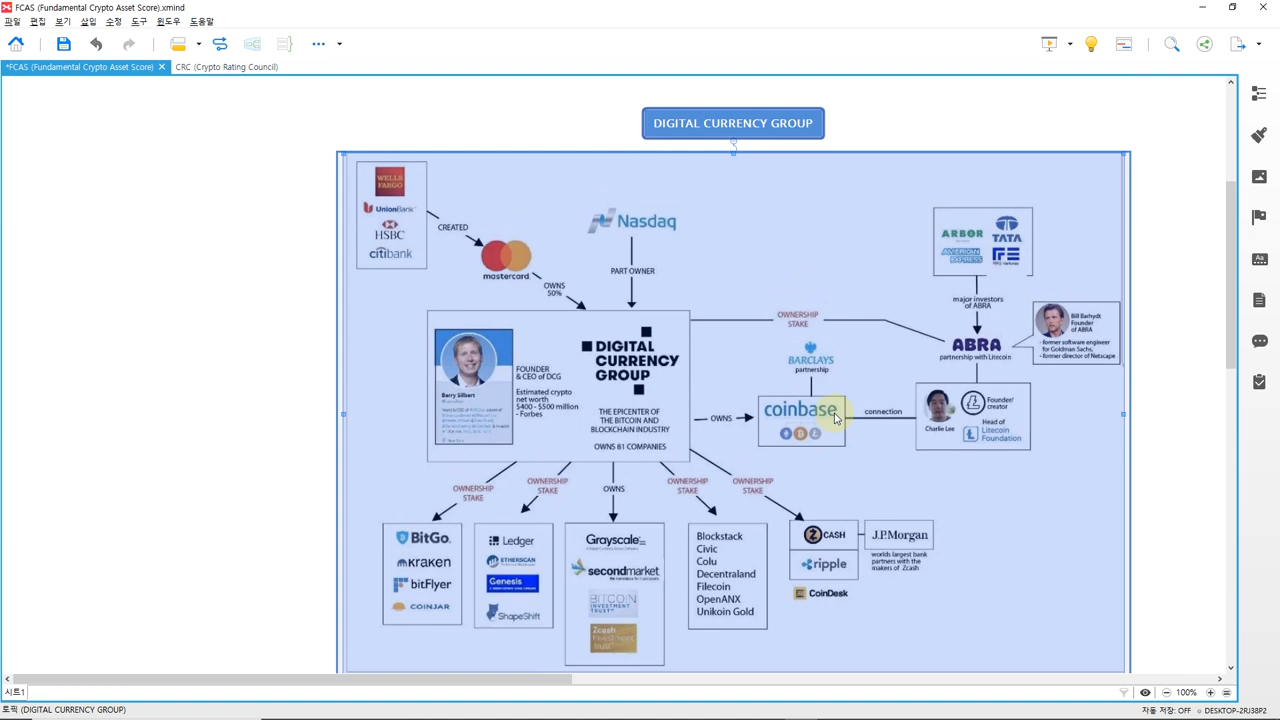 FCAS (Fundamental Crypto Asset Score).xmind
파일 편집 보기 삽입 수정 도구 윈도우 도움말
*FCAS (Fundamental Crypto Asset Score)
CRC (Crypto Rating Council)
DIGITAL CURRENCY GROUP
WELLS
FARGO
UnionBank
HSBC
citibank
CREATED
mastercard
OWNS
50%
Nasdaq
PART OWNER
ARBOR
TATA
AMERICAN
EXPRESS
major investors
of ABRA
Bill Barhydt
Founder
of ABRA
- former software engineer
for Goldman Sachs,
- former director of Netscape
ABRA
partnership with Litecoin
OWNERSHIP
STAKE
BARCLAYS
partnership
Barry Silbert
FOUNDER
& CEO of DCG
Estimated crypto
net worth
$400 - $500 million
- Forbes
DIGITAL
CURRENCY
GROUP
THE EPICENTER OF
THE BITCOIN AND
BLOCKCHAIN INDUSTRY
OWNS 81 COMPANIES
OWNS
coinbase
connection
Charlie Lee
Founder/
creator
Head of
Litecoin
Foundation
OWNERSHIP
STAKE
OWNERSHIP
STAKE
OWNS
OWNERSHIP
STAKE
OWNERSHIP
STAKE
BitGo
kraken
bitFlyer
COINJAR
Ledger
ETHERSCAN
Genesis
ShapeShift
Grayscale
secondmarket
BITCOIN
INVESTMENT
TRUST
Zcash
Investment
Trust
Blockstack
Civic
Colu
Decentraland
Filecoin
OpenANX
Unikoin Gold
CASH
ripple
CoinDesk
J.P.Morgan
worlds largest bank
partners with the
makers of Zcash
시트1
100%
토픽 (DIGITAL CURRENCY GROUP)
자동 저장: OFF
DESKTOP-2RJ38P2